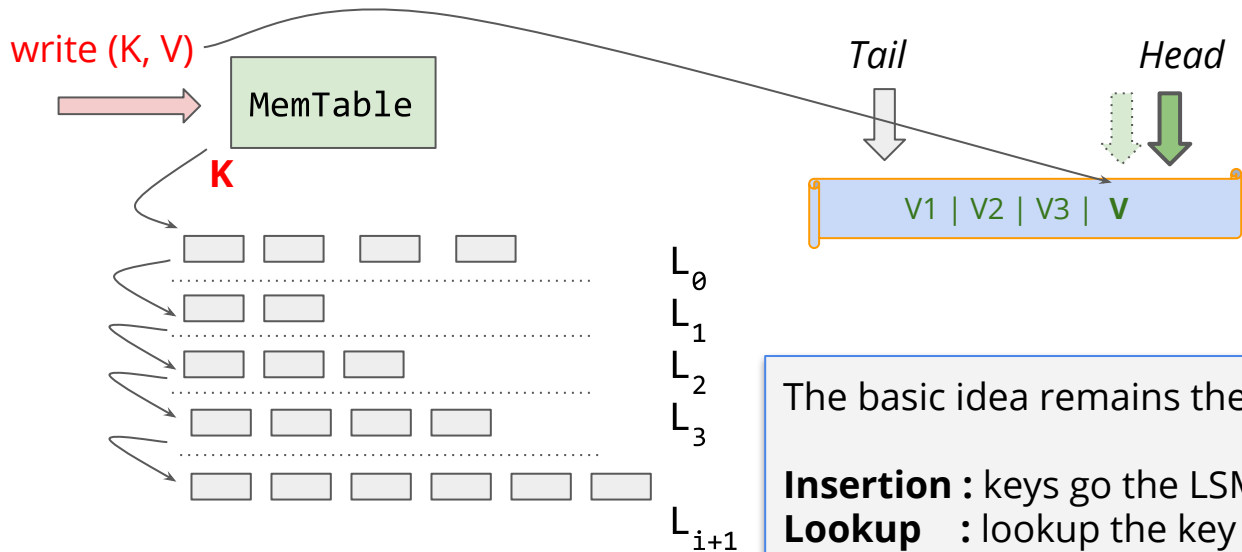 write (K, V)
MemTable
K
Tail
Head
V1 | V2 | V3 | V
L0
L1
L2
L3
Li+1
The basic idea remains the
Insertion : keys go the LSM
Lookup : lookup the key